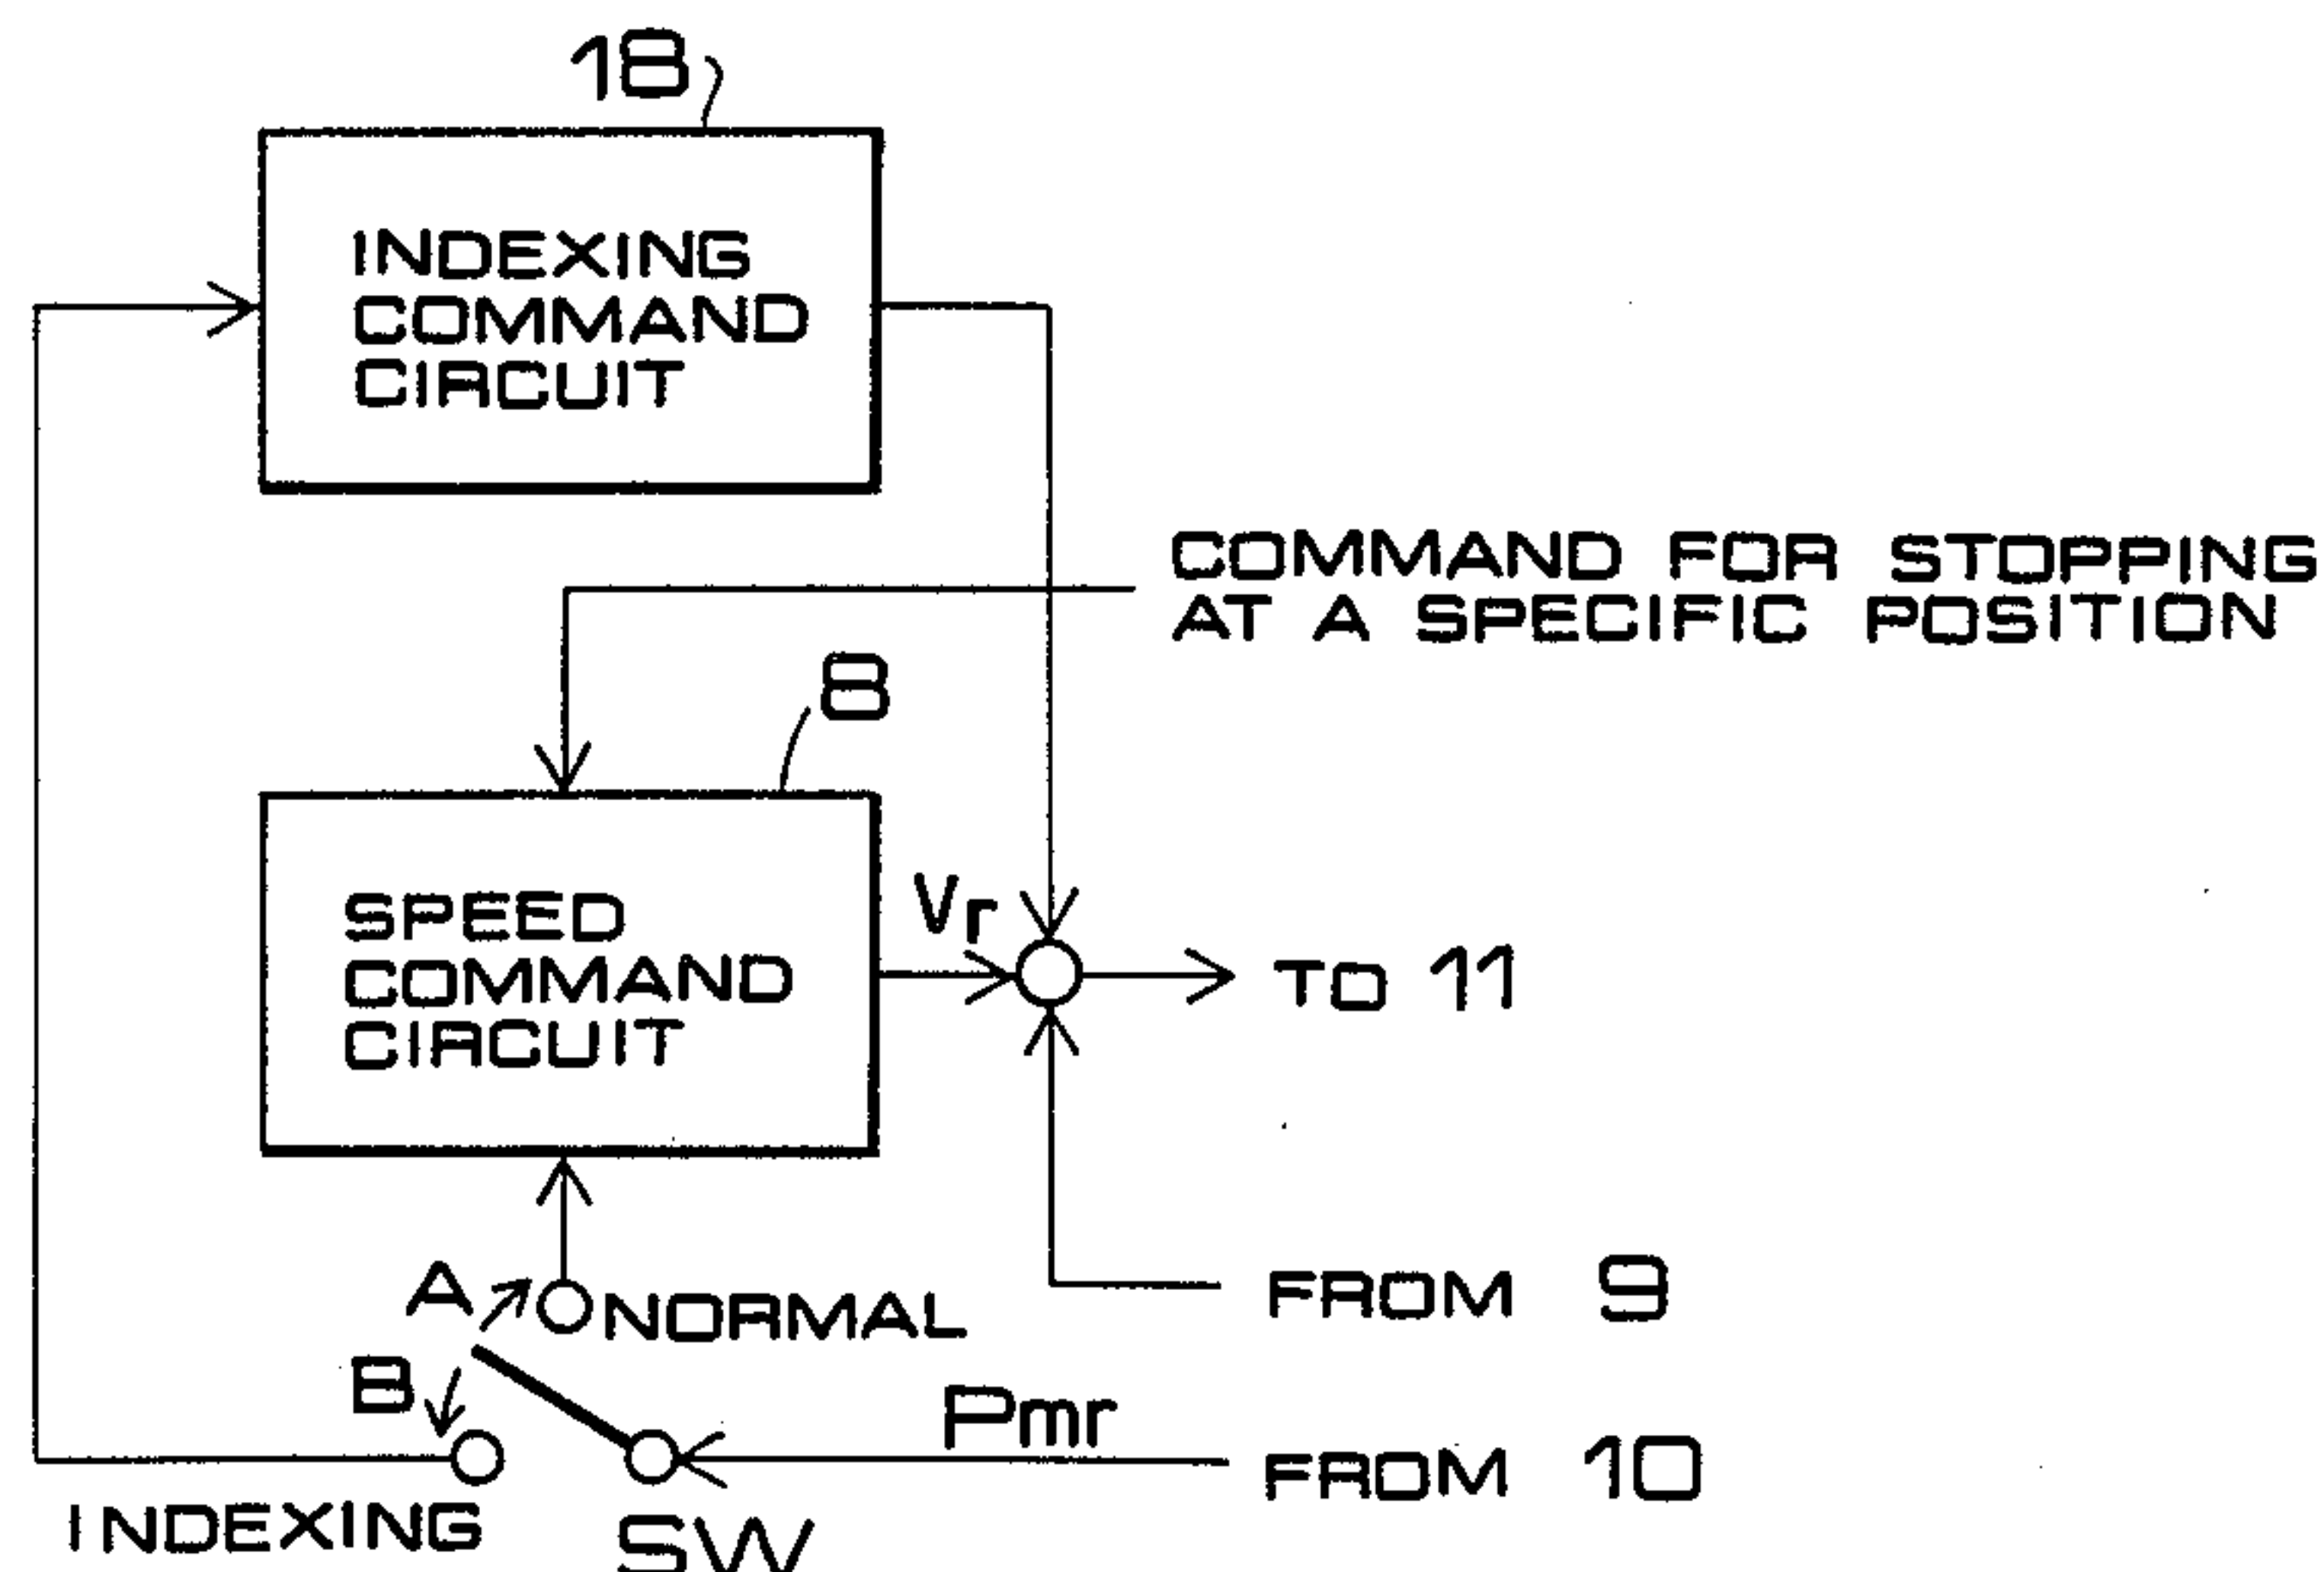 18
INDEXING
COMMAND
CIRCUIT
COMMAND FOR STOPPING
AT A SPECIFIC POSITION
8
SPEED
COMMAND
CIRCUIT
Vr
TO 11
A
NORMAL
FROM 9
B
Pmr
FROM 10
INDEXING
SW